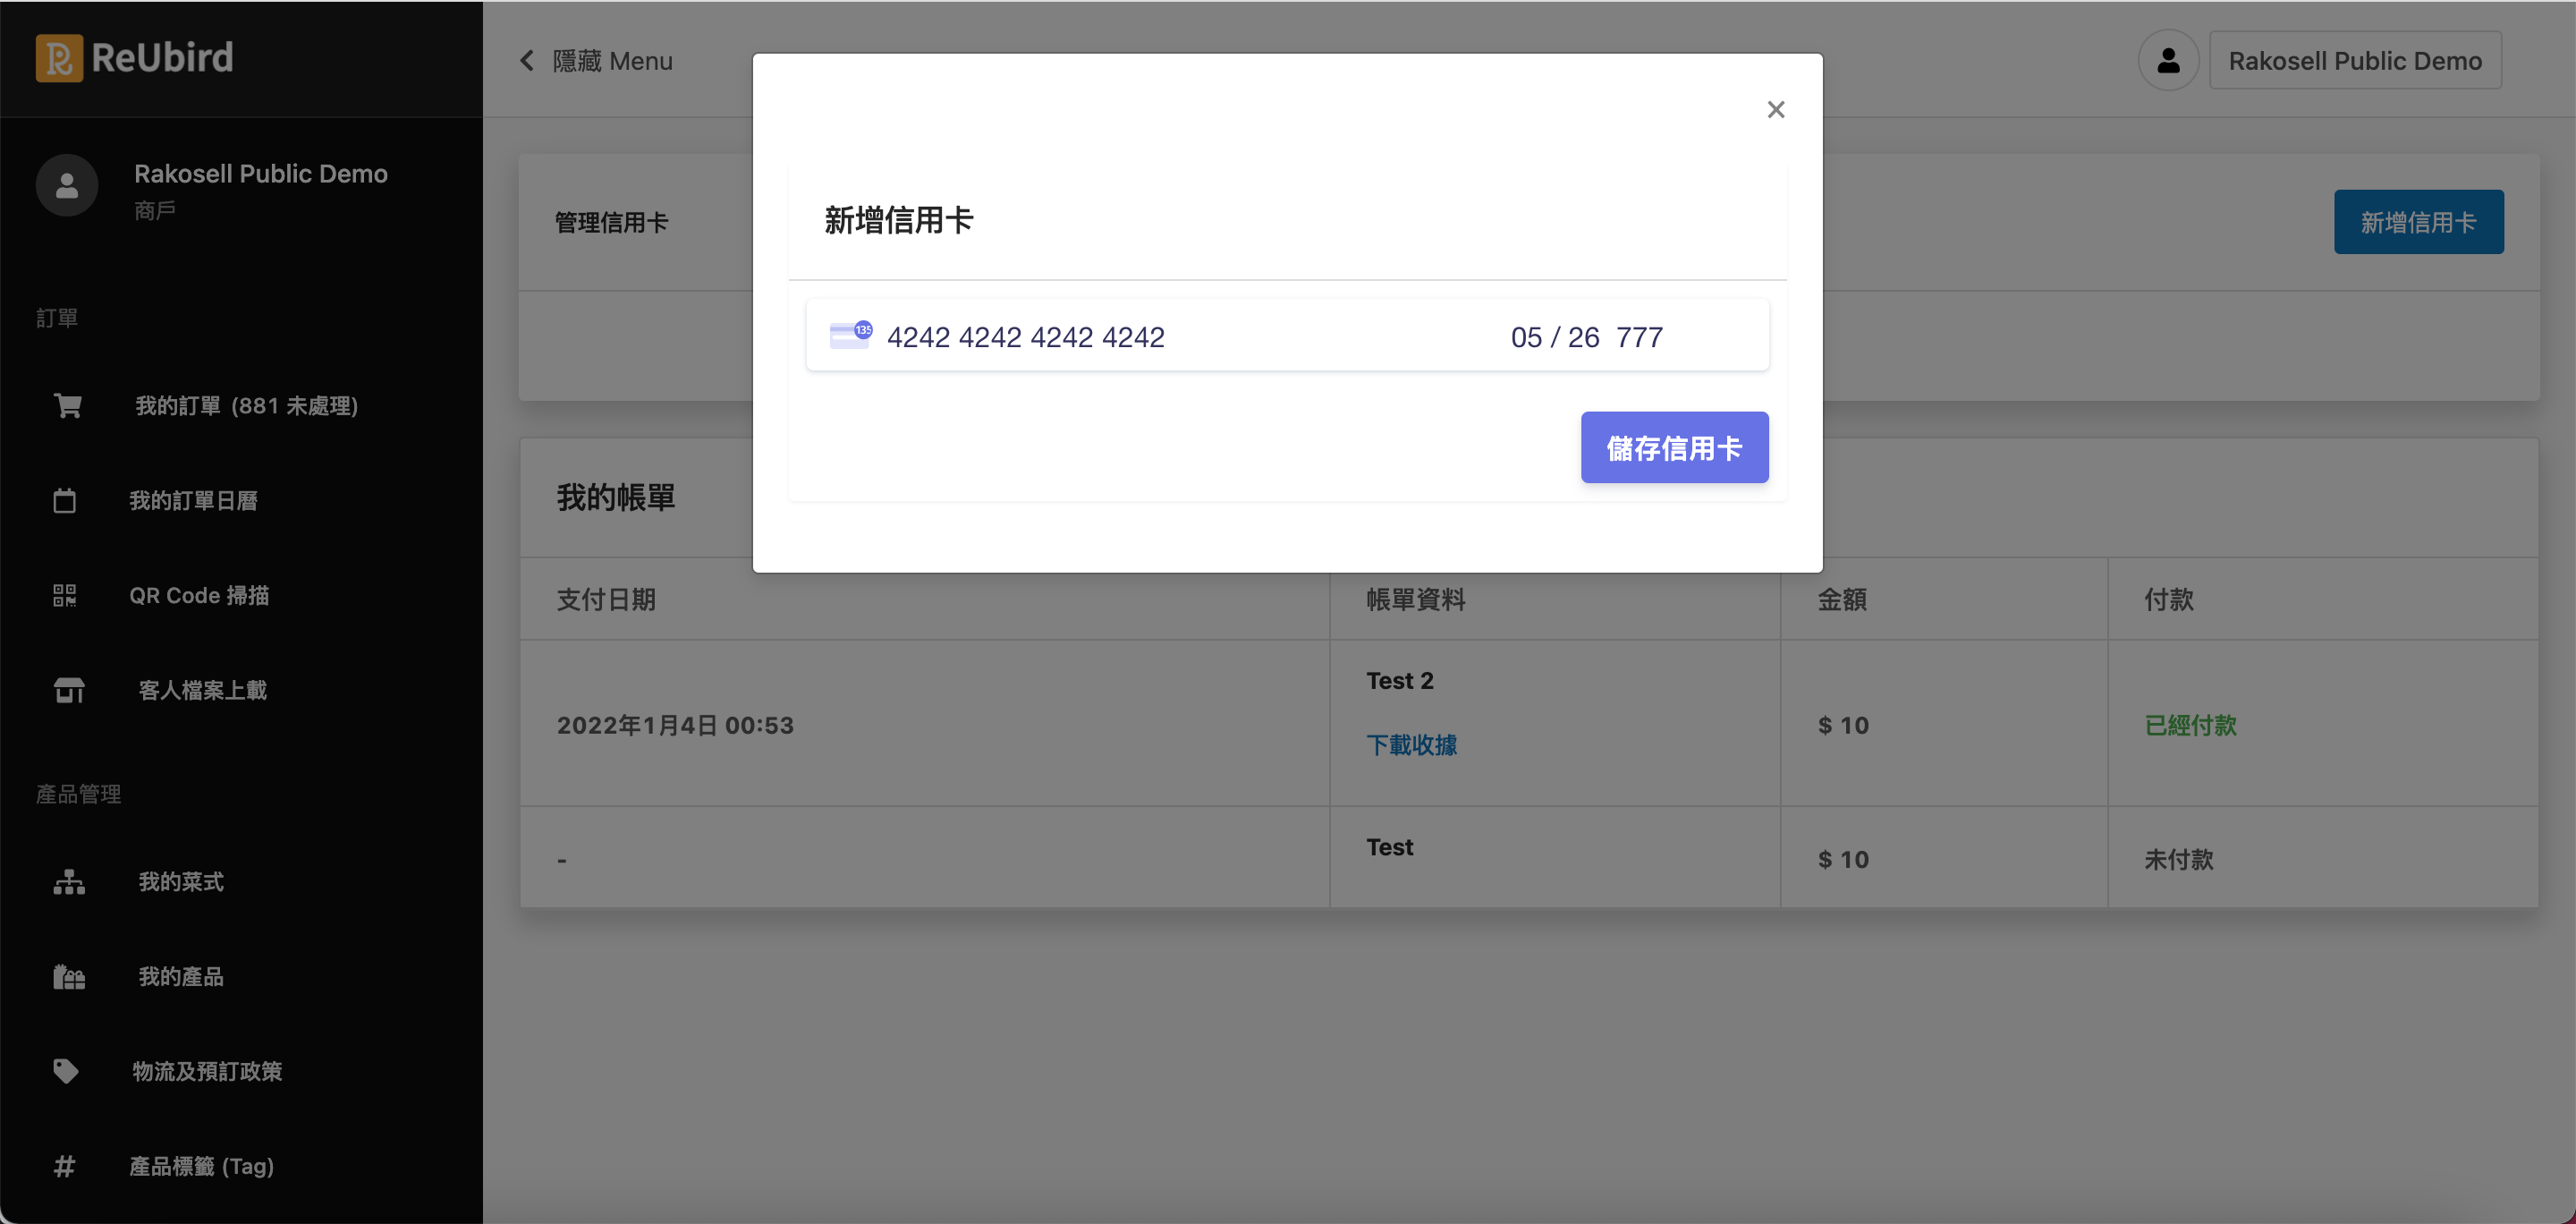 ReUbird
隱藏 Menu
Rakosell Public Demo
Rakosell Public Demo
商戶
訂單
我的訂單 (881 未處理)
我的訂單日曆
QR Code 掃描
客人檔案上載
產品管理
我的菜式
我的產品
物流及預訂政策
產品標籤 (Tag)
管理信用卡
新增信用卡
×
新增信用卡
135 4242 4242 4242 4242 05 / 26 777
儲存信用卡
我的帳單
支付日期 帳單資料 金額 付款
2022年1月4日 00:53 Test 2 $ 10 已經付款
下載收據
- Test $ 10 未付款